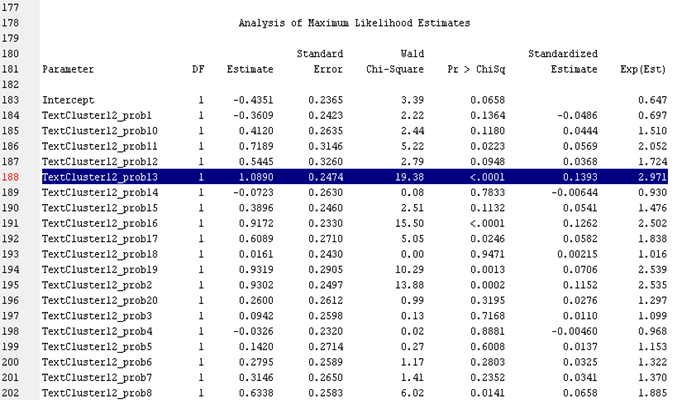 177
178 Analysis of Maximum Likelihood Estimates
179
180 Standard Wald Standardized
181 Parameter DF Estimate Error Chi-Square Pr > ChiSq Estimate Exp(Est)
182
183 Intercept 1 -0.4351 0.2365 3.39 0.0658 0.647
184 TextCluster12_prob1 1 -0.3609 0.2423 2.22 0.1364 -0.0486 0.697
185 TextCluster12_prob10 1 0.4120 0.2635 2.44 0.1180 0.0444 1.510
186 TextCluster12_prob11 1 0.7189 0.3146 5.22 0.0223 0.0569 2.052
187 TextCluster12_prob12 1 0.5445 0.3260 2.79 0.0948 0.0368 1.724
188 TextCluster12_prob13 1 1.0890 0.2474 19.38 <.0001 0.1393 2.971
189 TextCluster12_prob14 1 -0.0723 0.2630 0.08 0.7833 -0.00644 0.930
190 TextCluster12_prob15 1 0.3896 0.2460 2.51 0.1132 0.0541 1.476
191 TextCluster12_prob16 1 0.9172 0.2330 15.50 <.0001 0.1262 2.502
192 TextCluster12_prob17 1 0.6089 0.2710 5.05 0.0246 0.0582 1.838
193 TextCluster12_prob18 1 0.0161 0.2430 0.00 0.9471 0.00215 1.016
194 TextCluster12_prob19 1 0.9319 0.2905 10.29 0.0013 0.0706 2.539
195 TextCluster12_prob2 1 0.9302 0.2497 13.88 0.0002 0.1152 2.535
196 TextCluster12_prob20 1 0.2600 0.2612 0.99 0.3195 0.0276 1.297
197 TextCluster12_prob3 1 0.0942 0.2598 0.13 0.7168 0.0110 1.099
198 TextCluster12_prob4 1 -0.0326 0.2320 0.02 0.8881 -0.00460 0.968
199 TextCluster12_prob5 1 0.1420 0.2714 0.27 0.6008 0.0137 1.153
200 TextCluster12_prob6 1 0.2795 0.2589 1.17 0.2803 0.0325 1.322
201 TextCluster12_prob7 1 0.3146 0.2650 1.41 0.2352 0.0341 1.370
202 TextCluster12_prob8 1 0.6338 0.2583 6.02 0.0141 0.0658 1.885